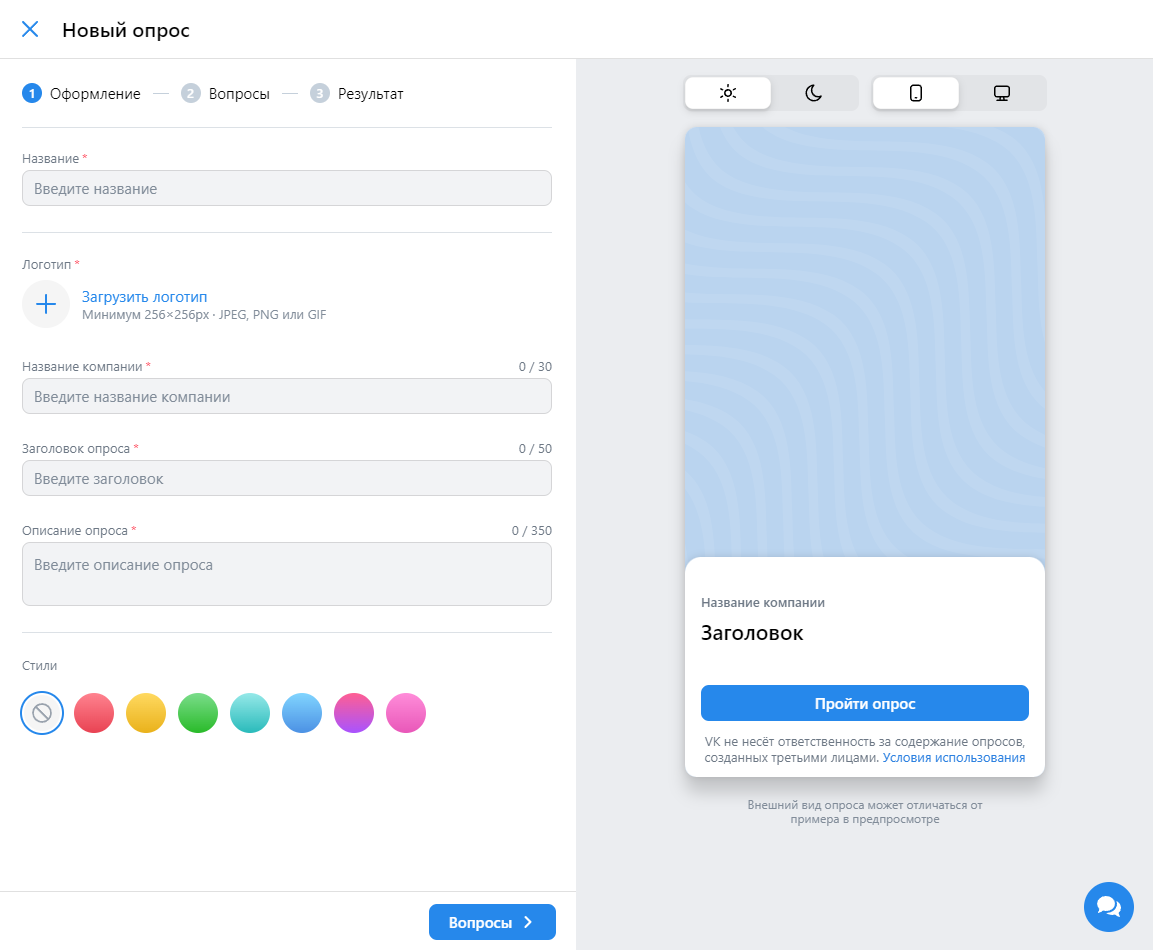 Новый опрос
1 Оформление — 2 Вопросы — 3 Результат
Название *
Введите название
Логотип *
Загрузить логотип
Минимум 256×256px · JPEG, PNG или GIF
Название компании * 0 / 30
Введите название компании
Заголовок опроса * 0 / 50
Введите заголовок
Описание опроса * 0 / 350
Введите описание опроса
Стили
Вопросы
Название компании
Заголовок
Пройти опрос
VK не несёт ответственность за содержание опросов,
созданных третьими лицами. Условия использования
Внешний вид опроса может отличаться от
примера в предпросмотре